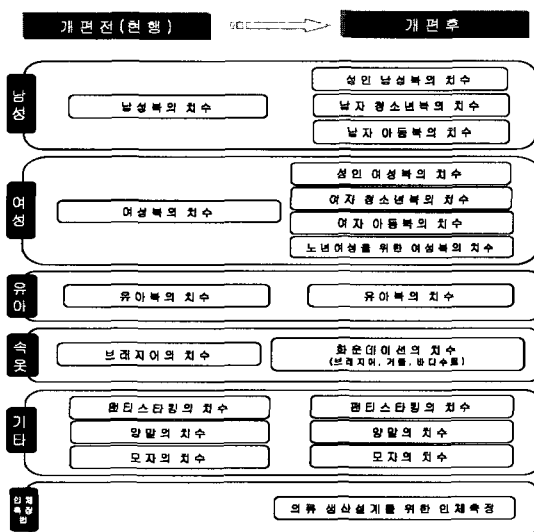 개편전(현행)
개편후
남성
남성복의 치수
성인 남성복의 치수
남자 청소년복의 치수
남자 아동복의 치수
여성
여성복의 치수
성인 여성복의 치수
여자 청소년복의 치수
여자 아동복의 치수
노년여성을 위한 여성복의 치수
유아
유아복의 치수
유아복의 치수
속옷
브래지어의 치수
화운데이션의 치수
(브래지어, 거들, 바디수트)
기타
팬티스타킹의 치수
양말의 치수
모자의 치수
팬티스타킹의 치수
양말의 치수
모자의 치수
인체
측정
법
의류 생산설계를 위한 인체측정